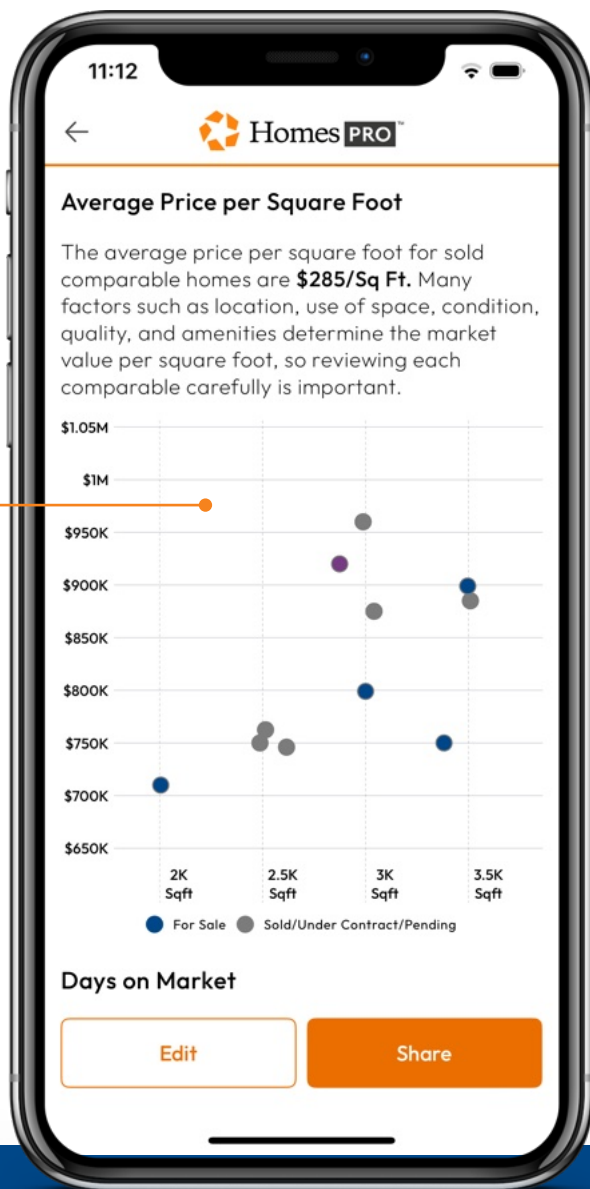 11:12
Homes PRO™
Average Price per Square Foot
The average price per square foot for sold
comparable homes are $285/Sq Ft. Many
factors such as location, use of space, condition,
quality, and amenities determine the market
value per square foot, so reviewing each
comparable carefully is important.
$1.05M
$1M
$950K
$900K
$850K
$800K
$750K
$700K
$650K
2K 2.5K 3K 3.5K
Sqft Sqft Sqft Sqft
For Sale Sold/Under Contract/Pending
Days on Market
Edit Share